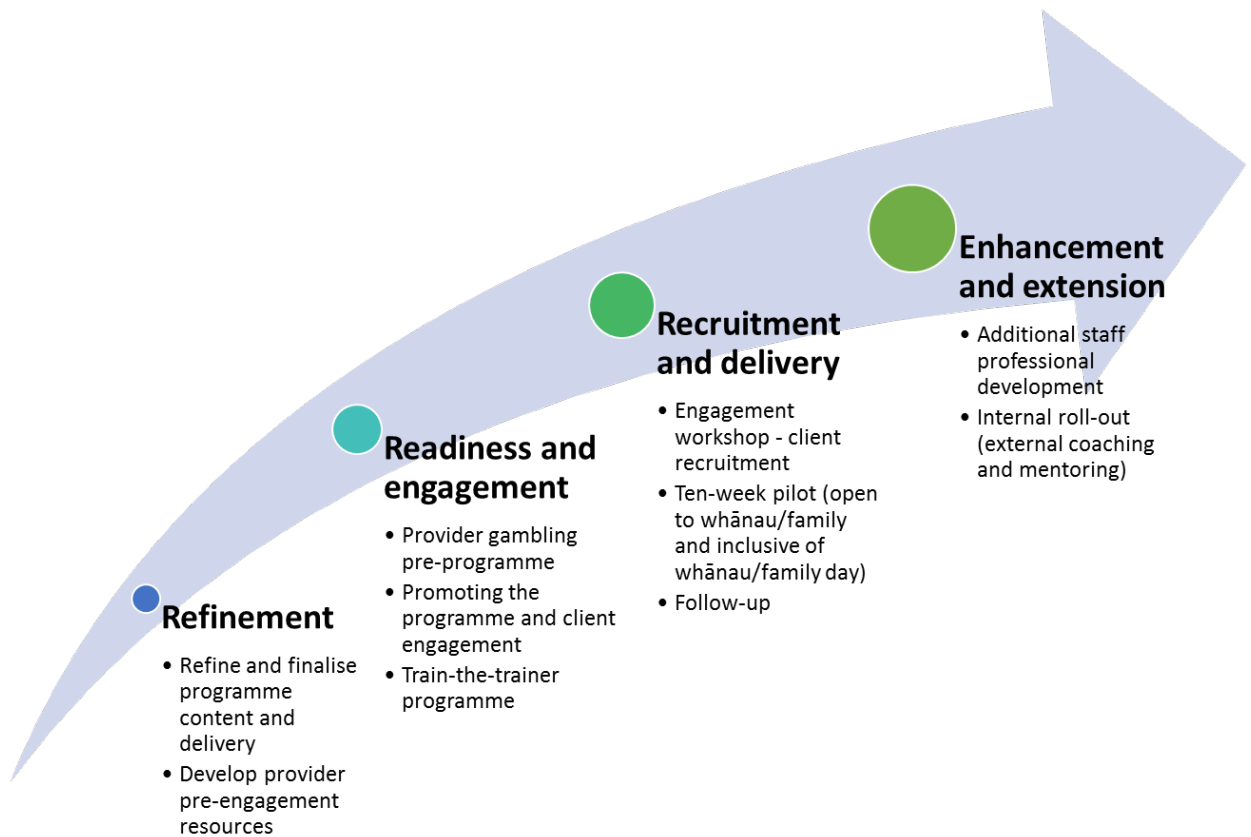 Refinement
• Refine and finalise
programme
content and
delivery
• Develop provider
pre-engagement
resources
Readiness and
engagement
• Provider gambling
pre-programme
• Promoting the
programme and client
engagement
• Train-the-trainer
programme
Recruitment
and delivery
• Engagement
workshop - client
recruitment
• Ten-week pilot (open
to whānau/family
and inclusive of
whānau/family day)
• Follow-up
Enhancement
and extension
• Additional staff
professional
development
• Internal roll-out
(external coaching
and mentoring)